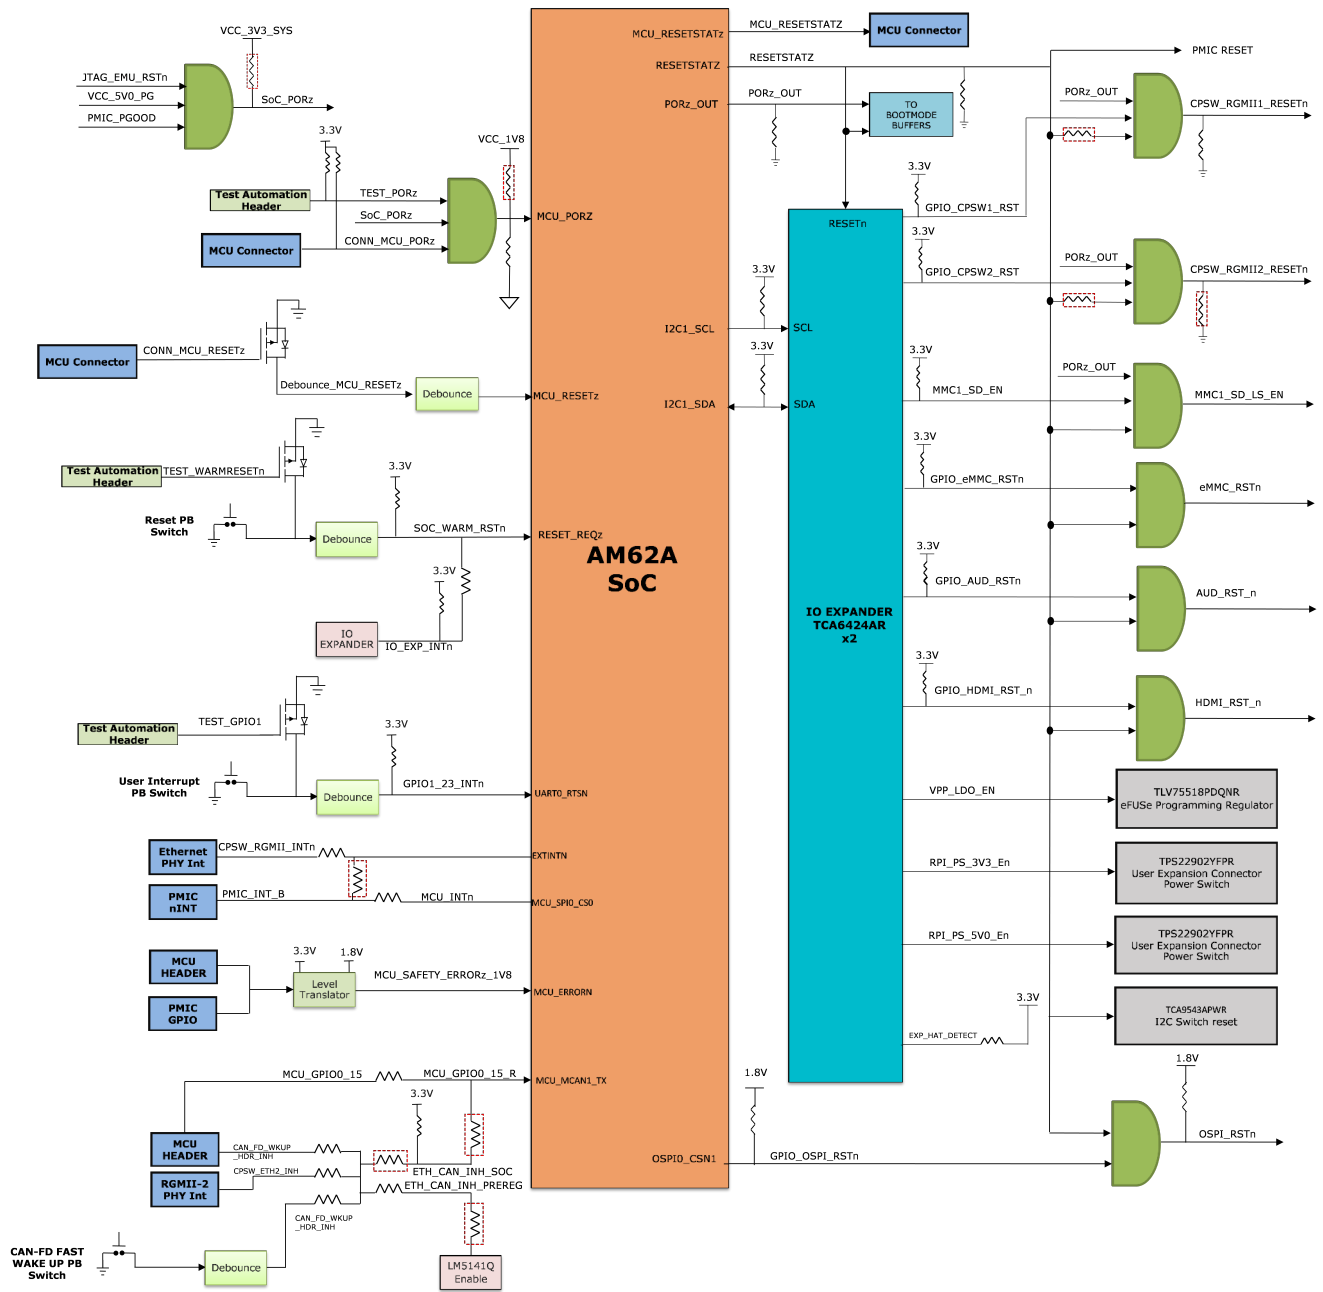 VCC_3V3_SYS
JTAG_EMU_RSTn
VCC_5V0_PG
PMIC_PGOOD
SoC_PORz
3.3V
VCC_1V8
Test Automation
Header
TEST_PORz
SoC_PORz
MCU Connector
CONN_MCU_PORz
MCU_PORZ
MCU Connector
CONN_MCU_RESETz
Debounce_MCU_RESETz
Debounce
MCU_RESETz
Test Automation
Header
TEST_WARMRESETn
3.3V
Reset PB
Switch
Debounce
SOC_WARM_RSTn
RESET_REQz
3.3V
IO
EXPANDER
IO_EXP_INTn
Test Automation
Header
TEST_GPIO1
3.3V
User Interrupt
PB Switch
Debounce
GPIO1_23_INTn
UART0_RTSN
Ethernet
PHY Int
CPSW_RGMII_INTn
EXTINTN
PMIC
nINT
PMIC_INT_B
MCU_INTn
MCU_SPI0_CS0
MCU
HEADER
PMIC
GPIO
3.3V
1.8V
Level
Translator
MCU_SAFETY_ERRORz_1V8
MCU_ERRORN
MCU_GPIO0_15
MCU_GPIO0_15_R
MCU_MCAN1_TX
3.3V
MCU
HEADER
CAN_FD_WKUP
_HDR_INH
RGMII-2
PHY Int
CPSW_ETH2_INH
ETH_CAN_INH_SOC
ETH_CAN_INH_PREREG
CAN_FD_WKUP
_HDR_INH
CAN-FD FAST
WAKE UP PB
Switch
Debounce
LM5141Q
Enable
AM62A
SoC
MCU_RESETSTATz
RESETSTATZ
PORz_OUT
I2C1_SCL
I2C1_SDA
OSPI0_CSN1
MCU_RESETSTATZ
MCU Connector
RESETSTATZ
PORz_OUT
TO
BOOTMODE
BUFFERS
3.3V
3.3V
1.8V
GPIO_OSPI_RSTn
RESETn
SCL
SDA
IO EXPANDER
TCA6424AR
x2
3.3V
GPIO_CPSW1_RST
3.3V
GPIO_CPSW2_RST
3.3V
MMC1_SD_EN
3.3V
GPIO_eMMC_RSTn
3.3V
GPIO_AUD_RSTn
3.3V
GPIO_HDMI_RST_n
VPP_LDO_EN
RPI_PS_3V3_En
RPI_PS_5V0_En
3.3V
EXP_HAT_DETECT
PMIC RESET
PORz_OUT
CPSW_RGMII1_RESETn
PORz_OUT
CPSW_RGMII2_RESETn
PORz_OUT
MMC1_SD_LS_EN
eMMC_RSTn
AUD_RST_n
HDMI_RST_n
TLV75518PDQNR
eFUSe Programming Regulator
TPS22902YFPR
User Expansion Connector
Power Switch
TPS22902YFPR
User Expansion Connector
Power Switch
TCA9543APWR
I2C Switch reset
1.8V
OSPI_RSTn